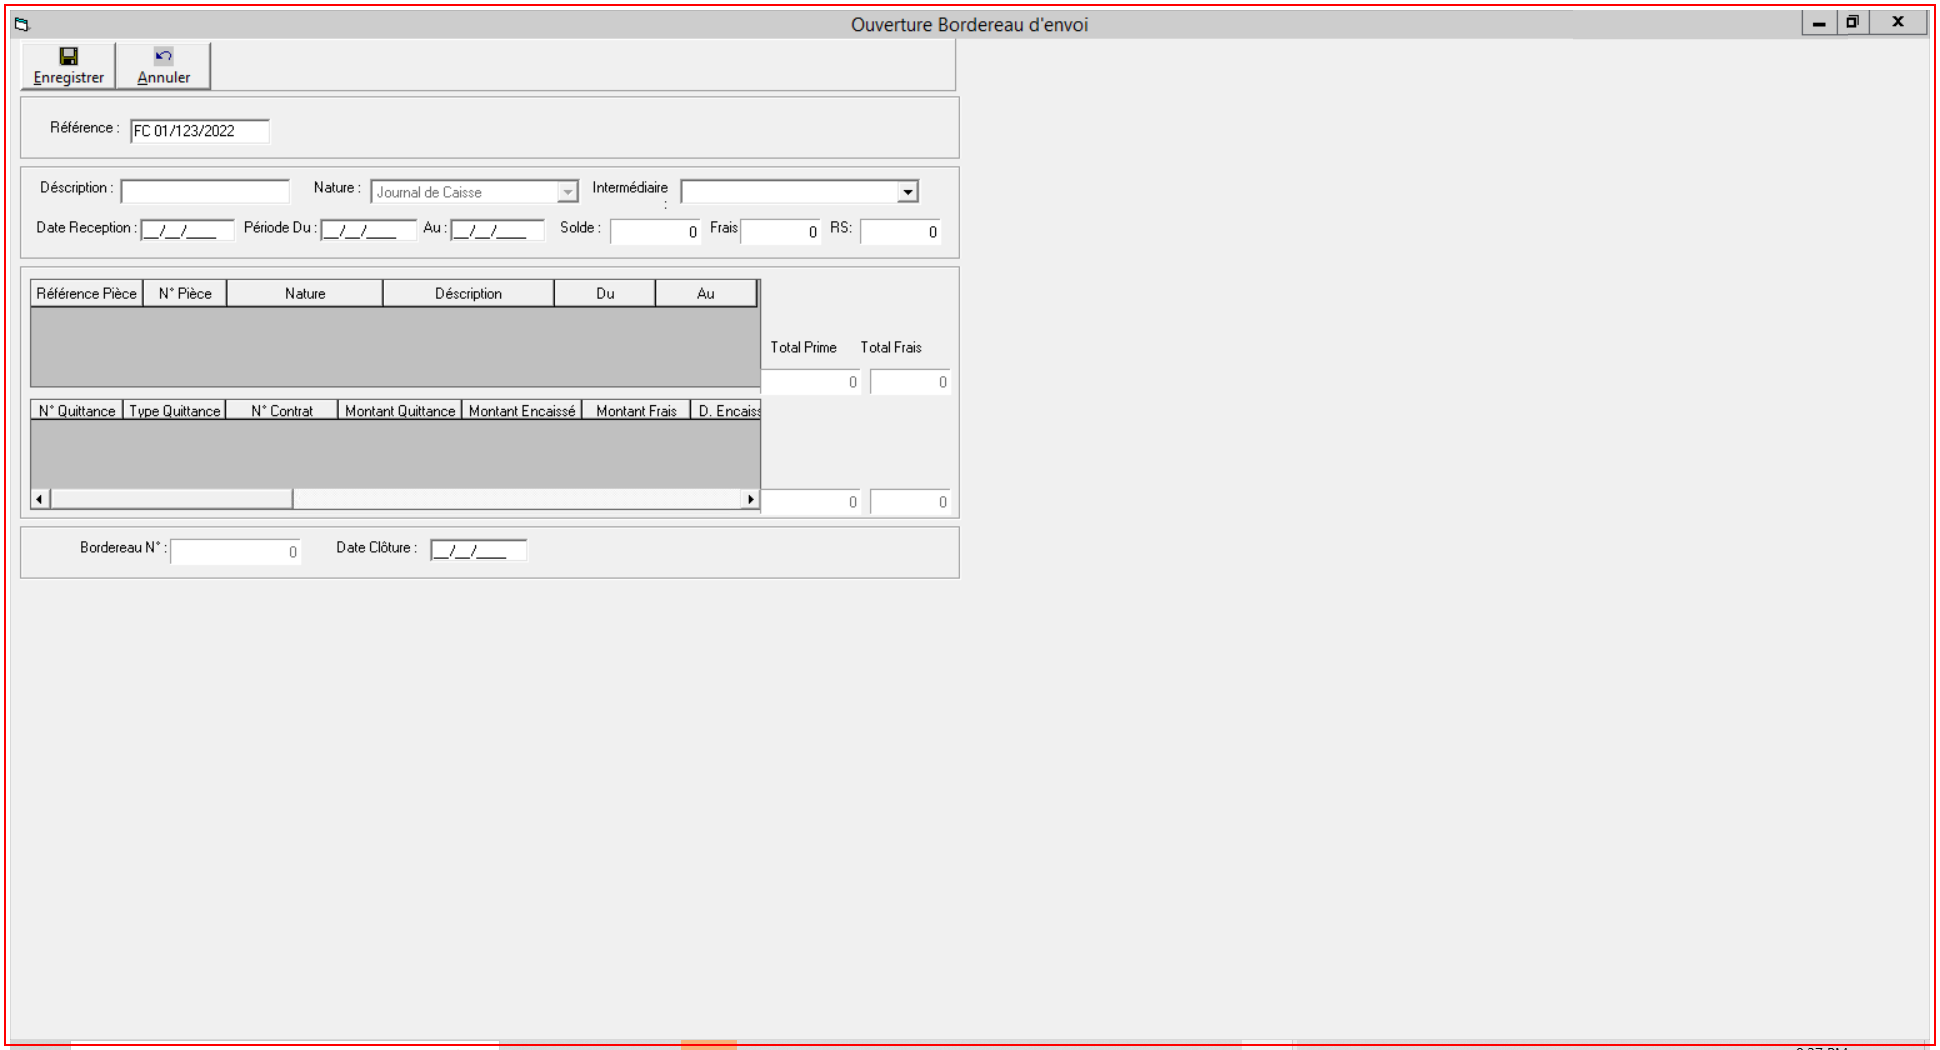 Ouverture Bordereau d'envoi
Enregistrer Annuler
Référence : FC 01/123/2022
Déscription : Nature : Journal de Caisse Intermédiaire :
Date Reception : __/__/____ Période Du : __/__/____ Au : __/__/____ Solde : 0 Frais 0 RS: 0
Référence Pièce N° Pièce Nature Déscription Du Au
Total Prime Total Frais
0 0
N° Quittance Type Quittance N° Contrat Montant Quittance Montant Encaissé Montant Frais D. Encaiss
0 0
Bordereau N° : 0 Date Clôture : __/__/____